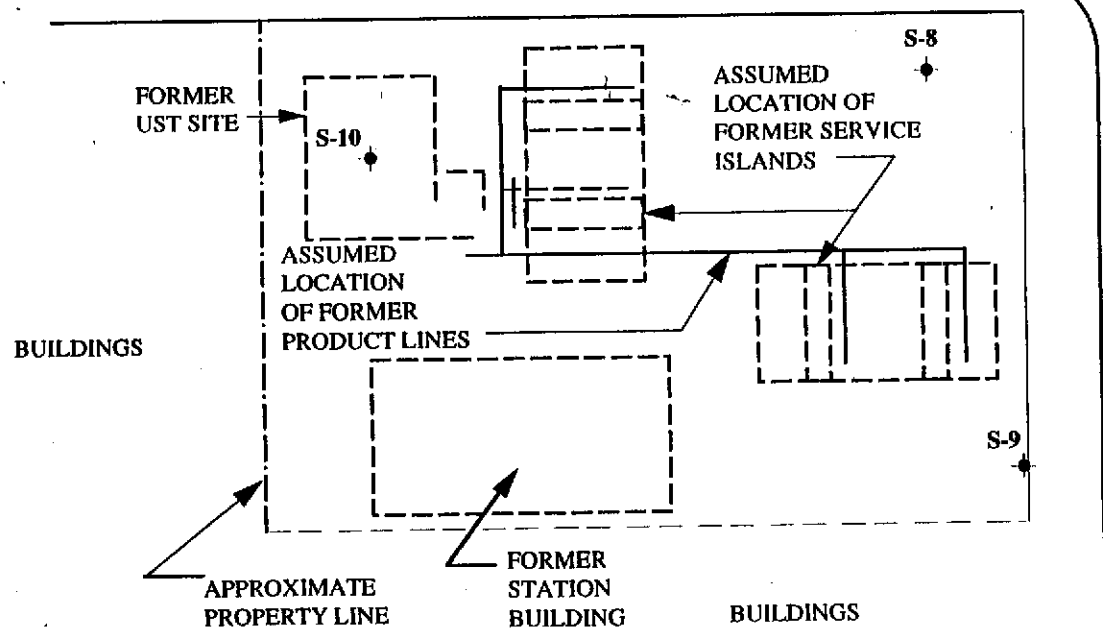 S-8
ASSUMED
LOCATION OF
FORMER SERVICE
ISLANDS
FORMER
UST SITE
S-10
ASSUMED
LOCATION
OF FORMER
PRODUCT LINES
BUILDINGS
S-9
APPROXIMATE
PROPERTY LINE
FORMER
STATION
BUILDING
BUILDINGS